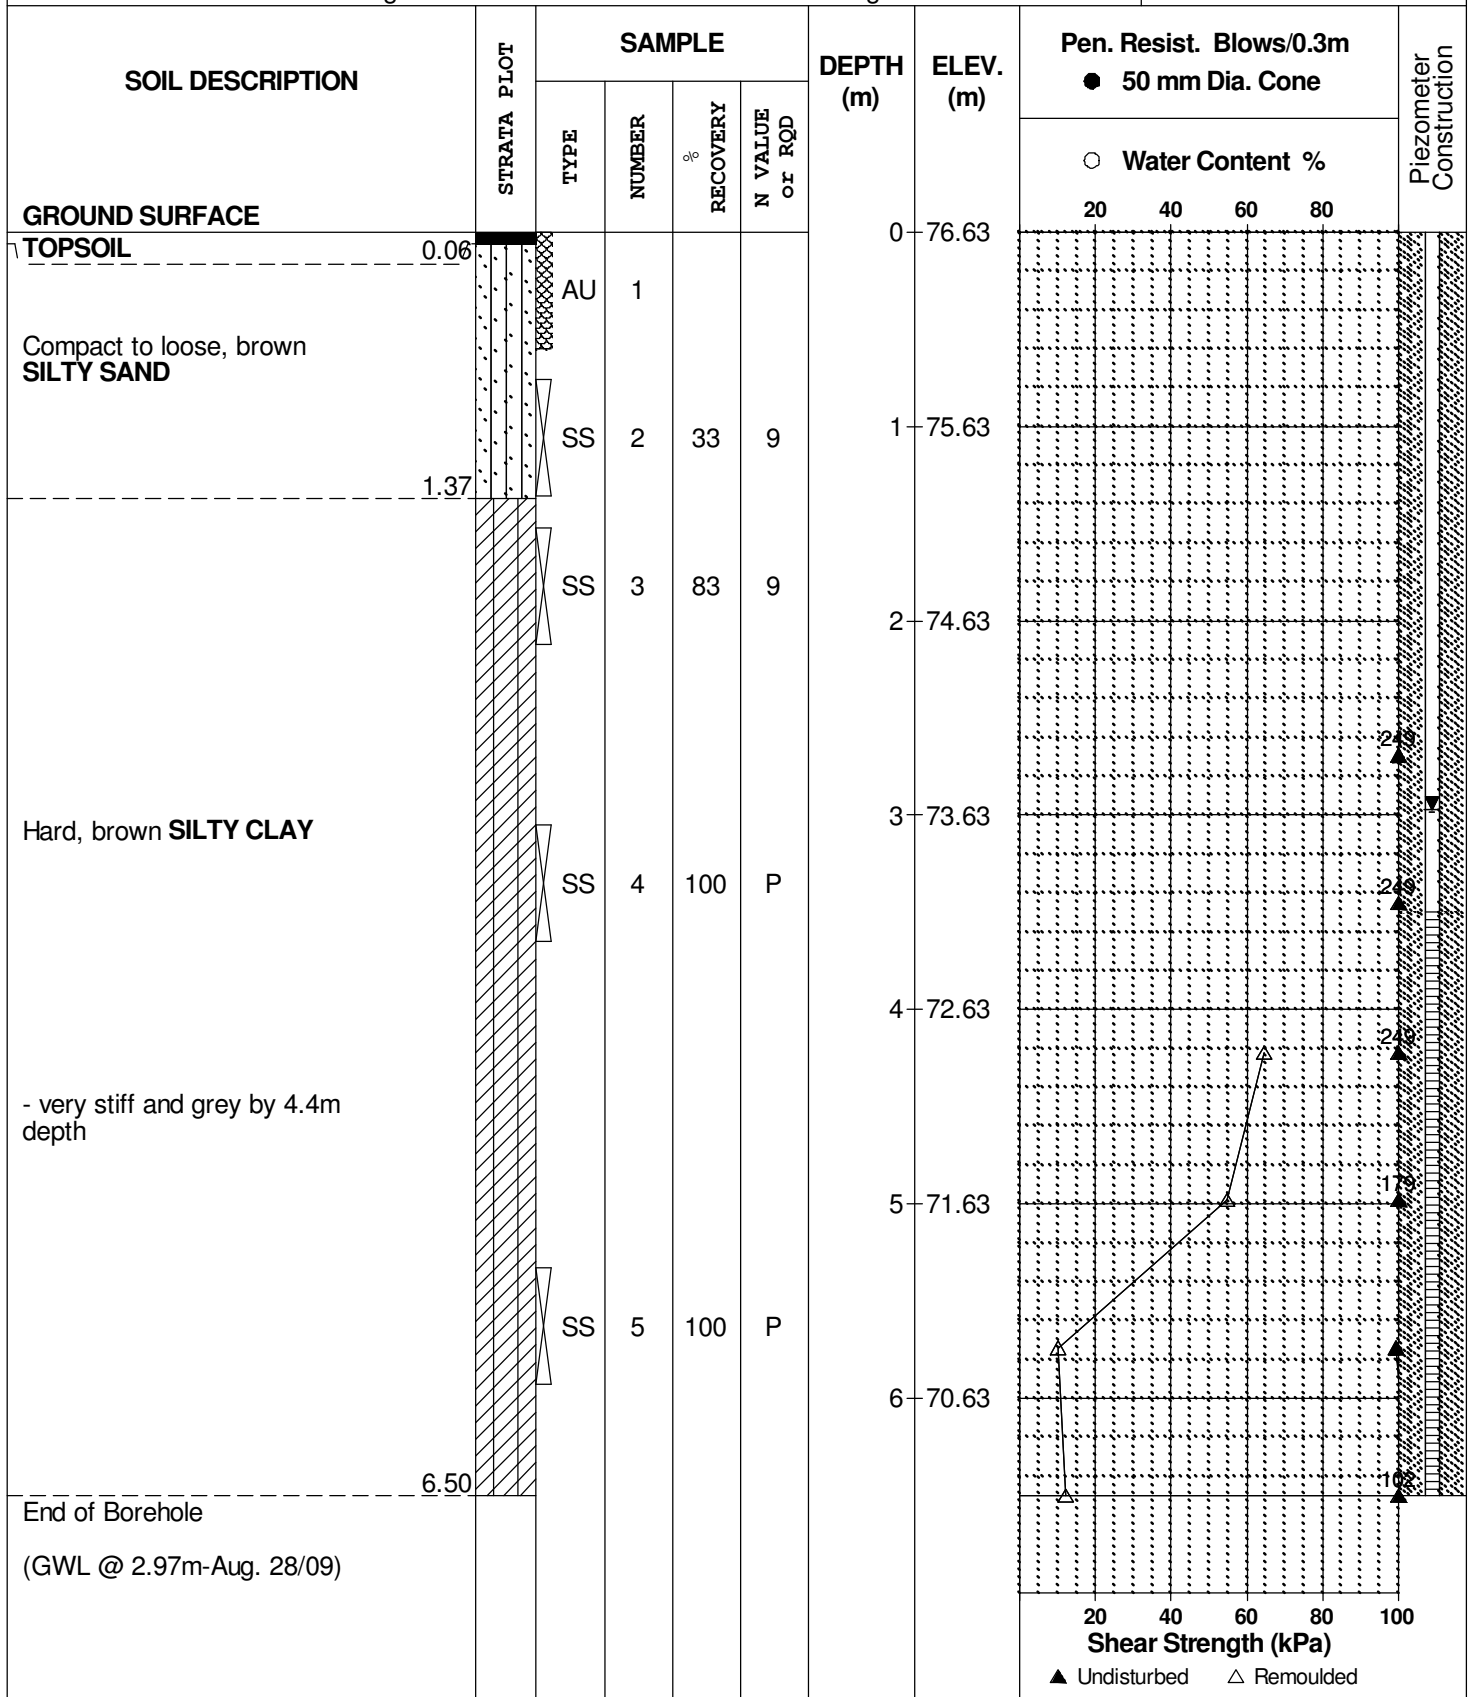 SOIL DESCRIPTION
STRATA PLOT
SAMPLE
TYPE
NUMBER
% RECOVERY
N VALUE or RQD
DEPTH (m)
ELEV. (m)
Pen. Resist. Blows/0.3m
● 50 mm Dia. Cone
○ Water Content %
Piezometer Construction
20 40 60 80
GROUND SURFACE
0 76.63
TOPSOIL 0.06
AU 1
Compact to loose, brown
SILTY SAND
SS 2 33 9
1 75.63
1.37
SS 3 83 9
2 74.63
249
3 73.63
Hard, brown SILTY CLAY
SS 4 100 P
249
4 72.63
249
- very stiff and grey by 4.4m
depth
179
5 71.63
SS 5 100 P
6 70.63
102
6.50
End of Borehole
(GWL @ 2.97m-Aug. 28/09)
20 40 60 80 100
Shear Strength (kPa)
▲ Undisturbed △ Remoulded